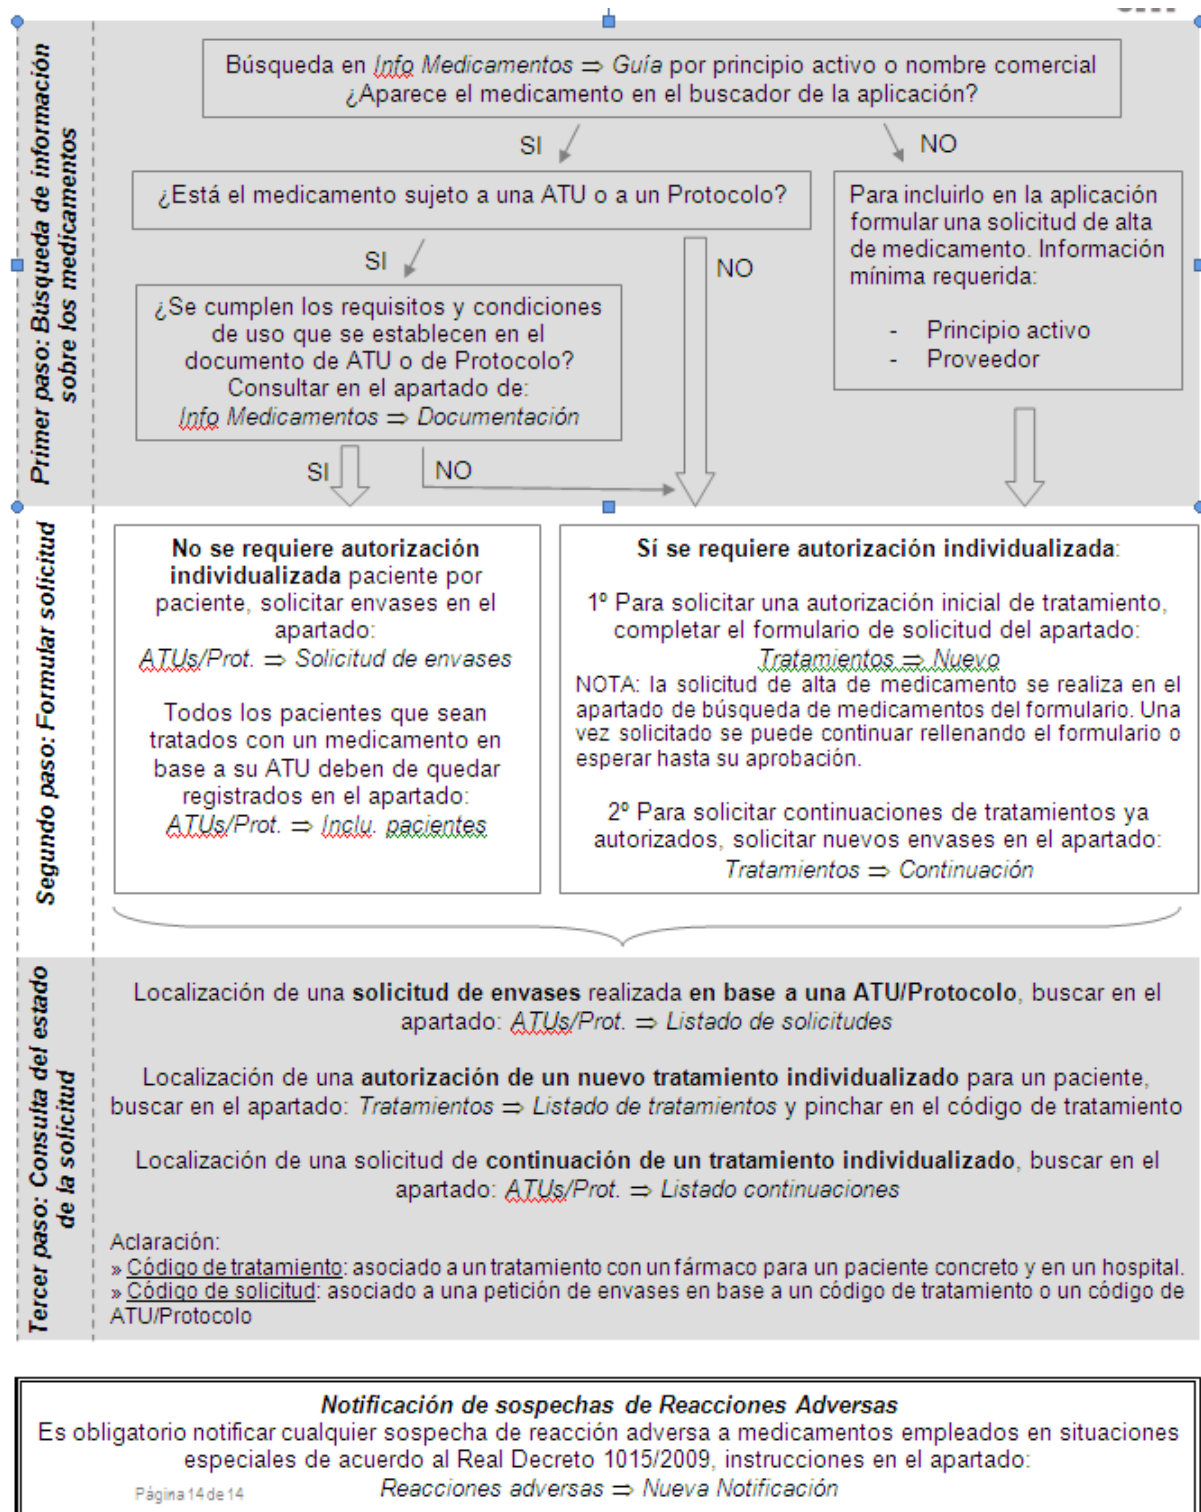 Primer paso: Búsqueda de información
sobre los medicamentos
Búsqueda en Info Medicamentos ⇒ Guía por principio activo o nombre comercial
¿Aparece el medicamento en el buscador de la aplicación?
SI
NO
¿Está el medicamento sujeto a una ATU o a un Protocolo?
Para incluirlo en la aplicación
formular una solicitud de alta
de medicamento. Información
mínima requerida:
- Principio activo
- Proveedor
SI
NO
¿Se cumplen los requisitos y condiciones
de uso que se establecen en el
documento de ATU o de Protocolo?
Consultar en el apartado de:
Info Medicamentos ⇒ Documentación
SI
NO
Segundo paso: Formular solicitud
No se requiere autorización
individualizada paciente por
paciente, solicitar envases en el
apartado:
ATUs/Prot. ⇒ Solicitud de envases
Todos los pacientes que sean
tratados con un medicamento en
base a su ATU deben de quedar
registrados en el apartado:
ATUs/Prot. ⇒ Inclu. pacientes
Sí se requiere autorización individualizada:
1º Para solicitar una autorización inicial de tratamiento,
completar el formulario de solicitud del apartado:
Tratamientos ⇒ Nuevo
NOTA: la solicitud de alta de medicamento se realiza en el
apartado de búsqueda de medicamentos del formulario. Una
vez solicitado se puede continuar rellenando el formulario o
esperar hasta su aprobación.
2º Para solicitar continuaciones de tratamientos ya
autorizados, solicitar nuevos envases en el apartado:
Tratamientos ⇒ Continuación
Tercer paso: Consulta del estado
de la solicitud
Localización de una solicitud de envases realizada en base a una ATU/Protocolo, buscar en el
apartado: ATUs/Prot. ⇒ Listado de solicitudes
Localización de una autorización de un nuevo tratamiento individualizado para un paciente,
buscar en el apartado: Tratamientos ⇒ Listado de tratamientos y pinchar en el código de tratamiento
Localización de una solicitud de continuación de un tratamiento individualizado, buscar en el
apartado: ATUs/Prot. ⇒ Listado continuaciones
Aclaración:
» Código de tratamiento: asociado a un tratamiento con un fármaco para un paciente concreto y en un hospital.
» Código de solicitud: asociado a una petición de envases en base a un código de tratamiento o un código de
ATU/Protocolo
Notificación de sospechas de Reacciones Adversas
Es obligatorio notificar cualquier sospecha de reacción adversa a medicamentos empleados en situaciones
especiales de acuerdo al Real Decreto 1015/2009, instrucciones en el apartado:
Reacciones adversas ⇒ Nueva Notificación
Página 14 de 14